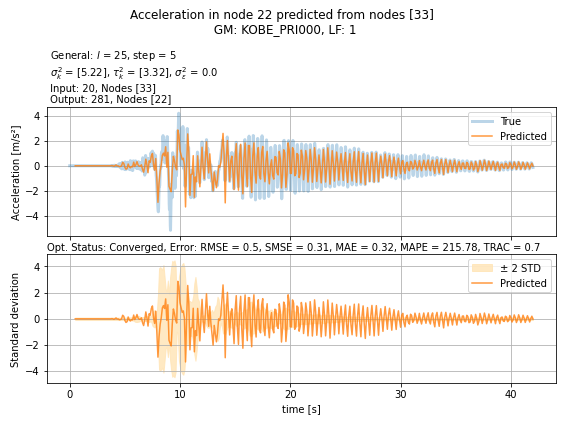 Acceleration in node 22 predicted from nodes [33]
GM: KOBE_PRI000, LF: 1
General: l = 25, step = 5
σ²ₖ = [5.22], τ²ₖ = [3.32], σ²ε = 0.0
Input: 20, Nodes [33]
Output: 281, Nodes [22]
Acceleration [m/s²]
4
2
0
−2
−4
True
Predicted
Opt. Status: Converged, Error: RMSE = 0.5, SMSE = 0.31, MAE = 0.32, MAPE = 215.78, TRAC = 0.7
Standard deviation
4
2
0
−2
−4
± 2 STD
Predicted
0 10 20 30 40
time [s]